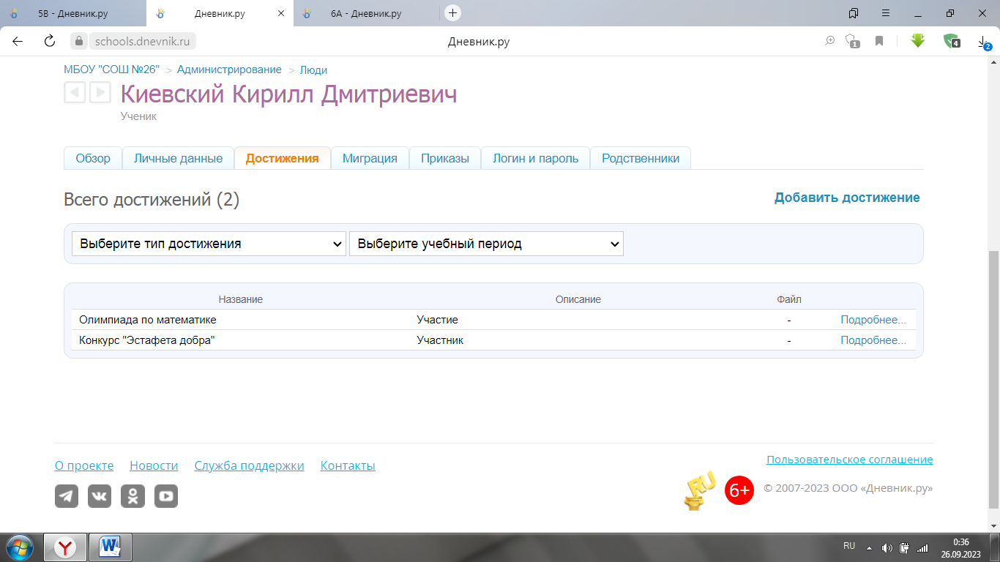 5В - Дневник.ру
Дневник.ру
6А - Дневник.ру
schools.dnevnik.ru
Дневник.ру
1
4
2
МБОУ "СОШ №26" > Администрирование > Люди
Киевский Кирилл Дмитриевич
Ученик
Обзор Личные данные Достижения Миграция Приказы Логин и пароль Родственники
Всего достижений (2)
Добавить достижение
Выберите тип достижения Выберите учебный период
Название Описание Файл
Олимпиада по математике Участие - Подробнее...
Конкурс "Эстафета добра" Участник - Подробнее...
О проекте Новости Служба поддержки Контакты
Пользовательское соглашение
RU
6+
© 2007-2023 ООО «Дневник.ру»
RU
0:36
26.09.2023